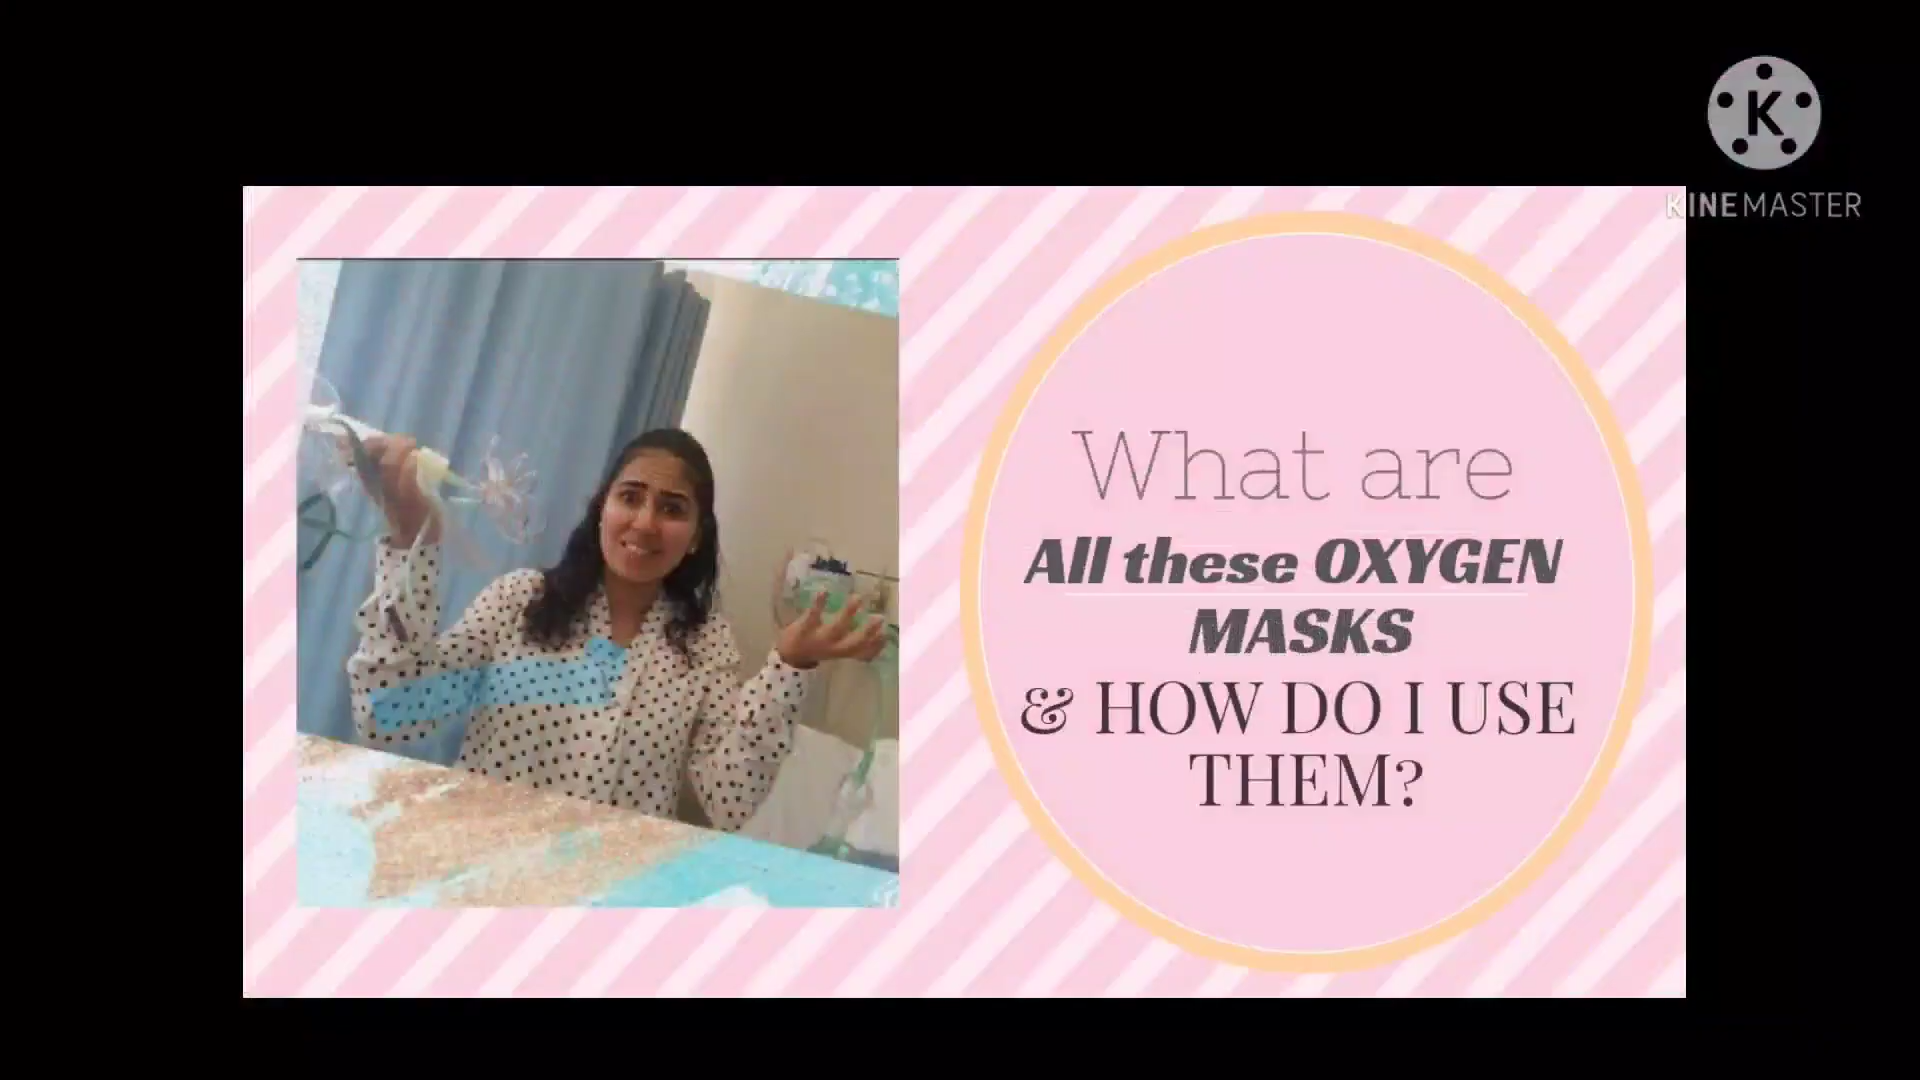 K
KINEMASTER
What are
All these OXYGEN
MASKS
& HOW DO I USE
THEM?